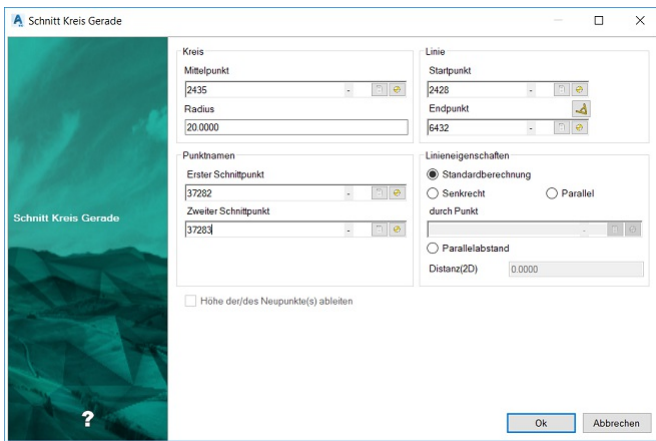 Schnitt Kreis Gerade
Schnitt Kreis Gerade
?
Kreis
Mittelpunkt
2435
-
Radius
20.0000
Linie
Startpunkt
2428
-
Endpunkt
6432
-
Punktnamen
Erster Schnittpunkt
37282
-
Zweiter Schnittpunkt
37283
-
Linieneigenschaften
Standardberechnung
Senkrecht
Parallel
durch Punkt
-
Parallelabstand
Distanz(2D)
0.0000
Höhe der/des Neupunkte(s) ableiten
Ok
Abbrechen